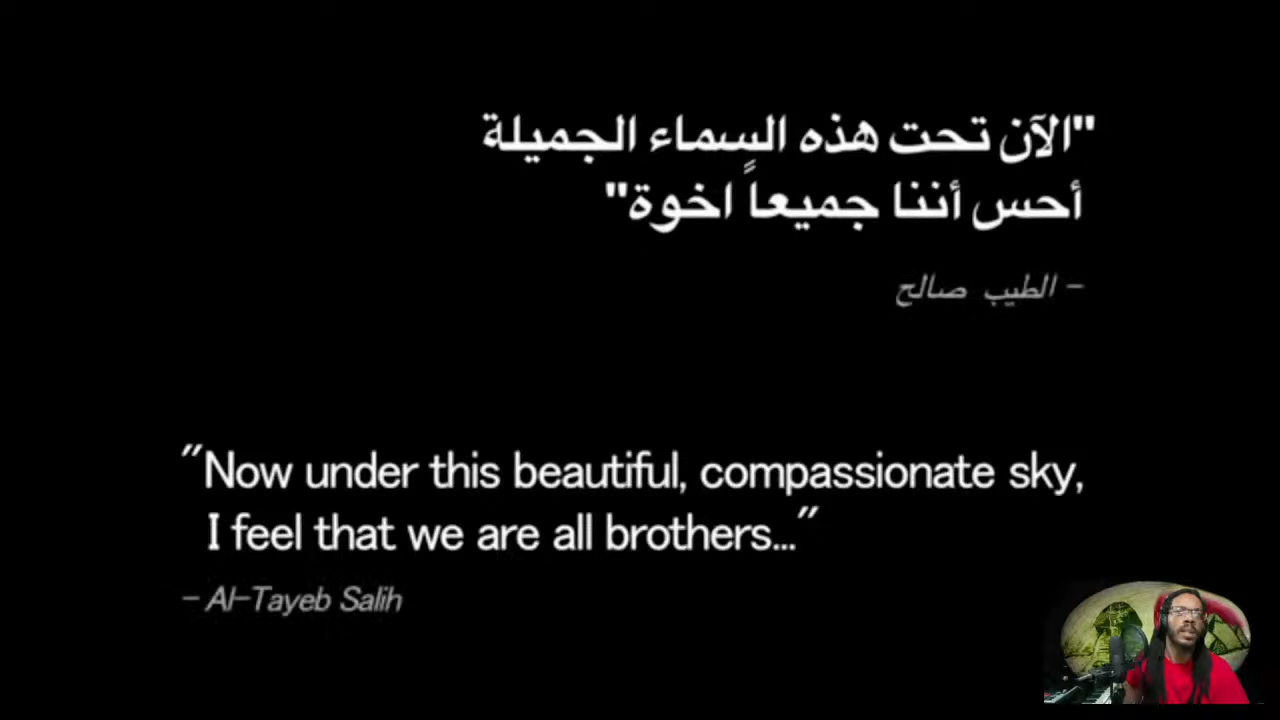 "الآن تحت هذه السماء الجميلة
أحس أننا جميعاً اخوة"
- الطيب صالح
"Now under this beautiful, compassionate sky,
I feel that we are all brothers..."
- Al-Tayeb Salih